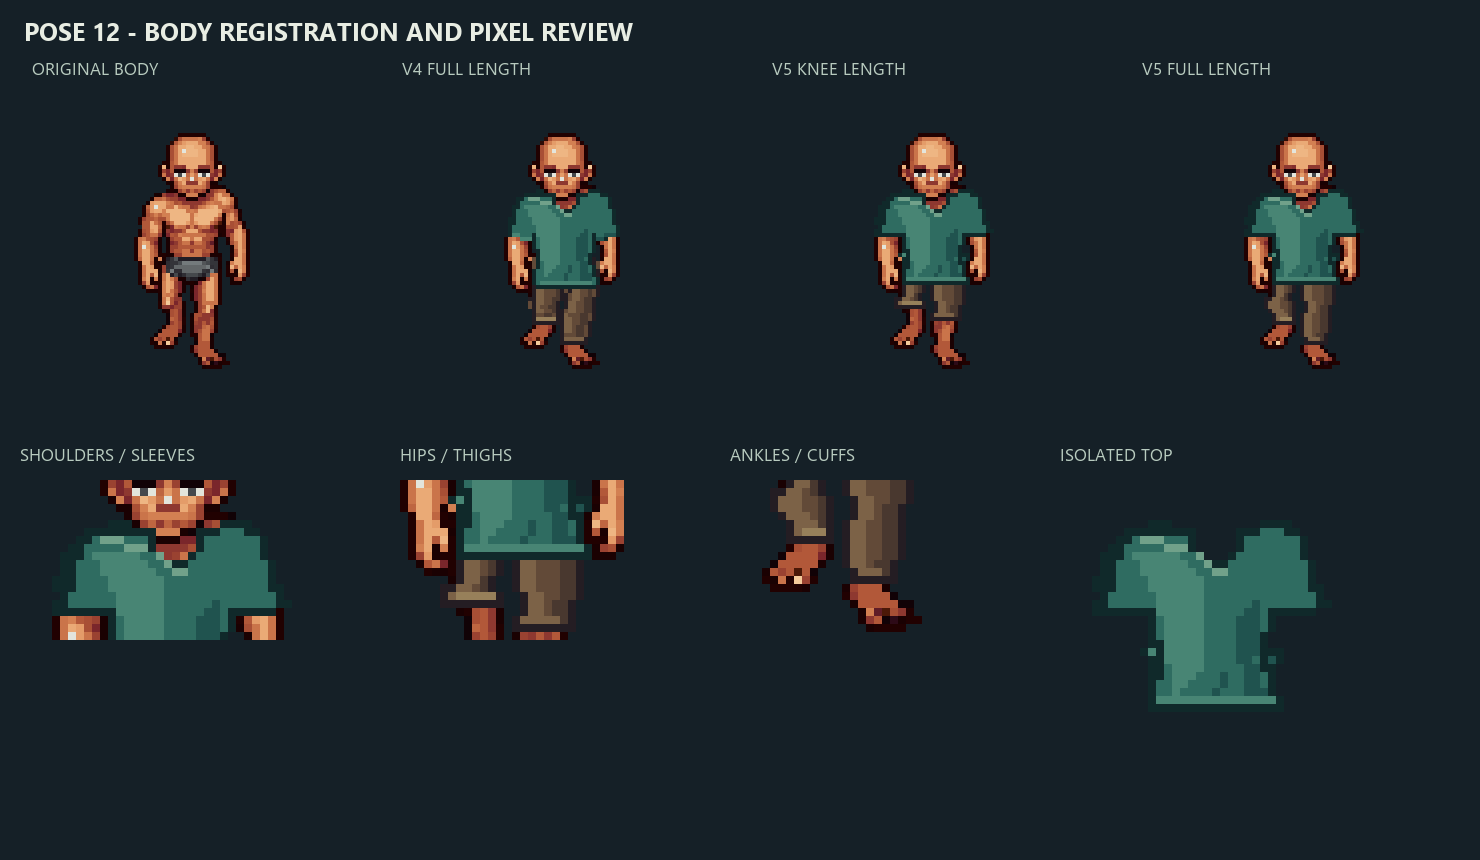 POSE 12 - BODY REGISTRATION AND PIXEL REVIEW
ORIGINAL BODY
V4 FULL LENGTH
V5 KNEE LENGTH
V5 FULL LENGTH
SHOULDERS / SLEEVES
HIPS / THIGHS
ANKLES / CUFFS
ISOLATED TOP